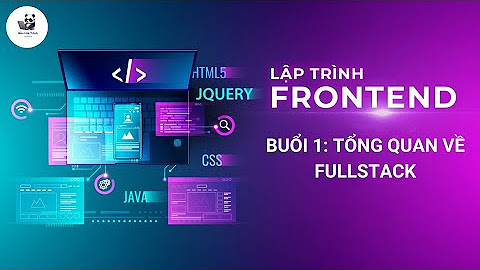 </>
HTML5
JQUERY
CSS
JAVA
LẬP TRÌNH
FRONTEND
BUỔI 1: TỔNG QUAN VỀ
FULLSTACK